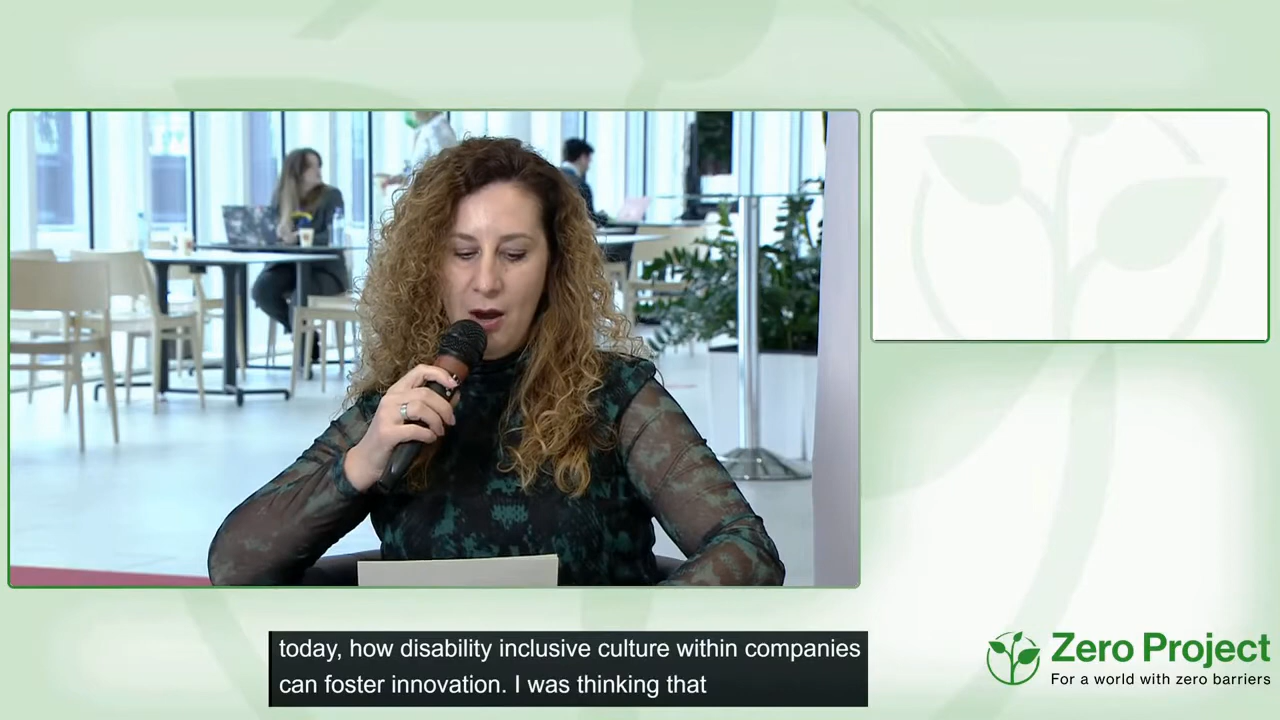 today, how disability inclusive culture within companies
can foster innovation. I was thinking that
Zero Project
For a world with zero barriers